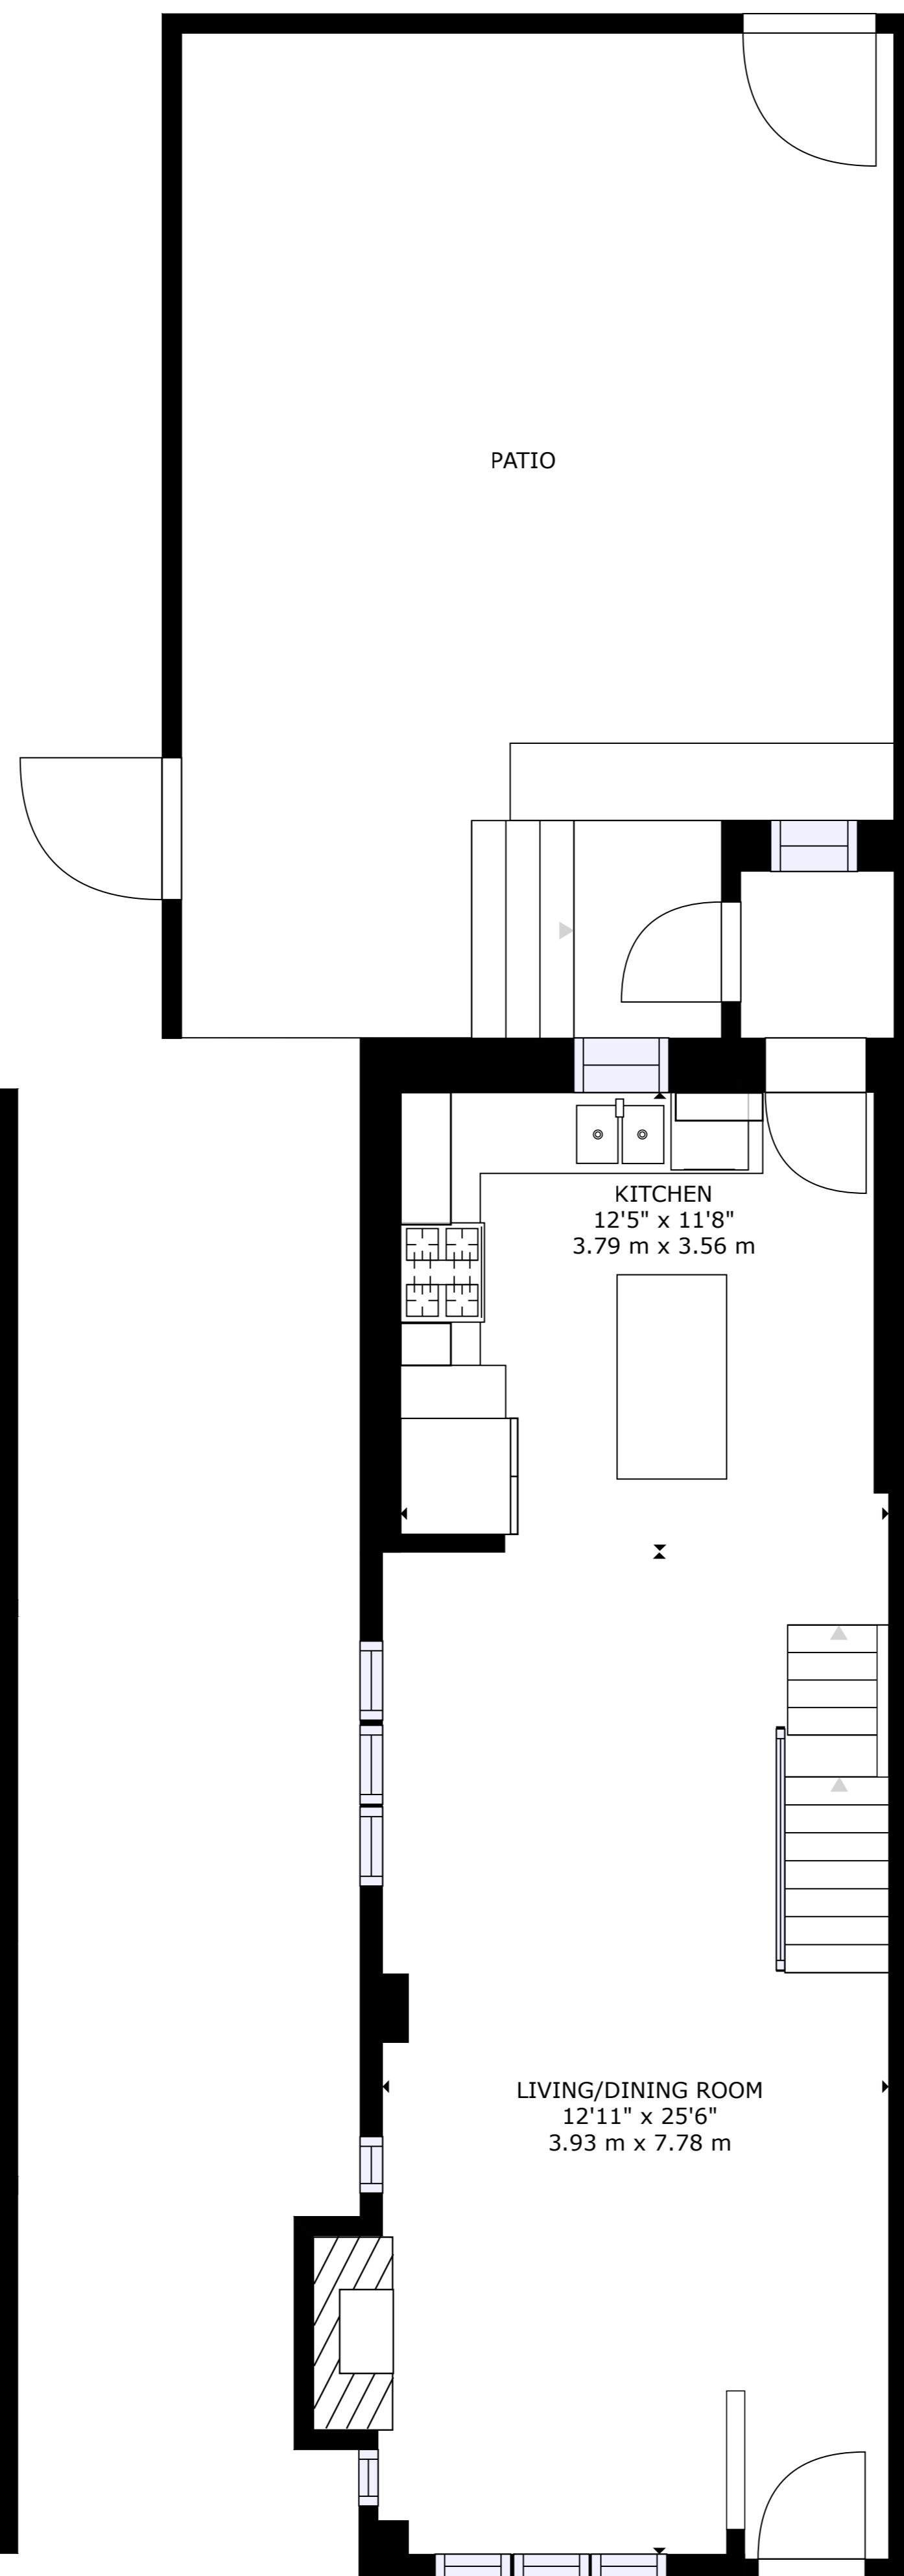 PATIO
KITCHEN
12'5" x 11'8"
3.79 m x 3.56 m
LIVING/DINING ROOM
12'11" x 25'6"
3.93 m x 7.78 m